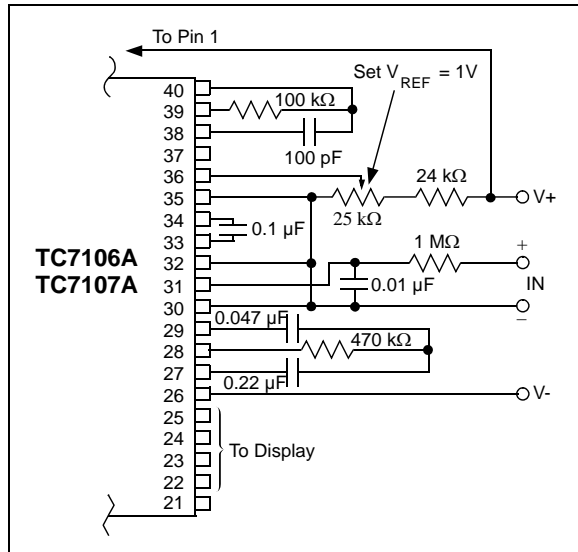 To Pin 1
Set V REF = 1V
40
39
100 kΩ
38
100 pF
37
36
24 kΩ
35
V+
25 kΩ
34
0.1 µF
33
TC7106A
TC7107A
32
1 MΩ
+
31
IN
0.01 µF
30
–
29
0.047 µF
28
470 kΩ
27
0.22 µF
26
V-
25
24
To Display
23
22
21